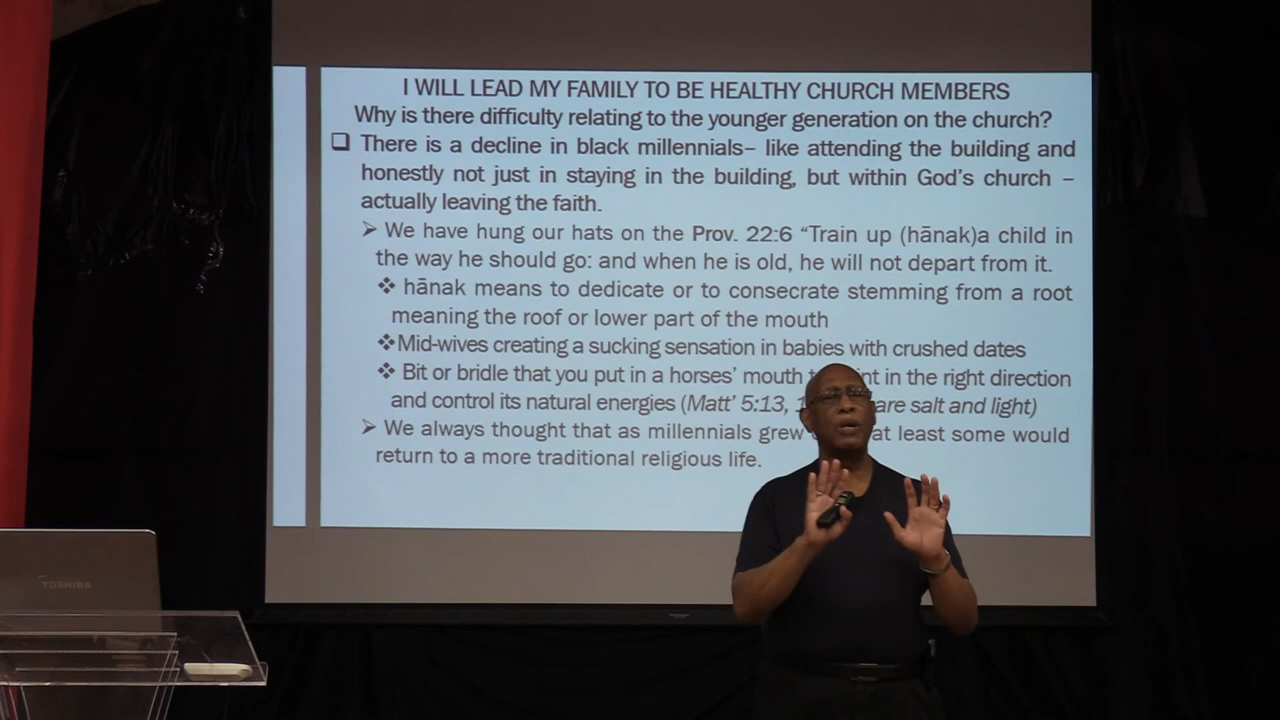 I WILL LEAD MY FAMILY TO BE HEALTHY CHURCH MEMBERS
Why is there difficulty relating to the younger generation on the church?
There is a decline in black millennials– like attending the building and
honestly not just in staying in the building, but within God's church –
actually leaving the faith.
We have hung our hats on the Prov. 22:6 “Train up (hānak)a child in
the way he should go: and when he is old, he will not depart from it.
hānak means to dedicate or to consecrate stemming from a root
meaning the roof or lower part of the mouth
Mid-wives creating a sucking sensation in babies with crushed dates
Bit or bridle that you put in a horses' mouth in the right direction
and control its natural energies (Matt' 5:13, are salt and light)
We always thought that as millennials grew at least some would
return to a more traditional religious life.
TOSHIBA